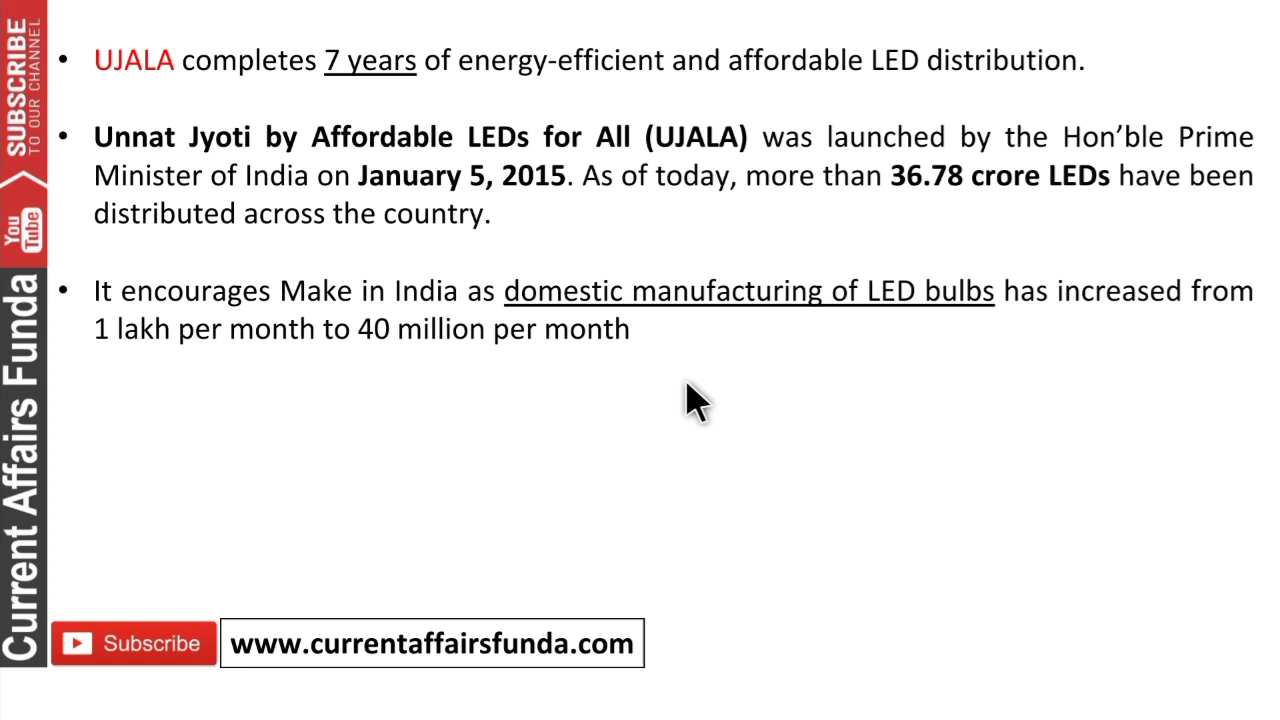 • UJALA completes 7 years of energy-efficient and affordable LED distribution.
• Unnat Jyoti by Affordable LEDs for All (UJALA) was launched by the Hon’ble Prime
Minister of India on January 5, 2015. As of today, more than 36.78 crore LEDs have been
distributed across the country.
• It encourages Make in India as domestic manufacturing of LED bulbs has increased from
1 lakh per month to 40 million per month
SUBSCRIBE
TO OUR CHANNEL
You
Tube
Current Affairs Funda
Subscribe
www.currentaffairsfunda.com